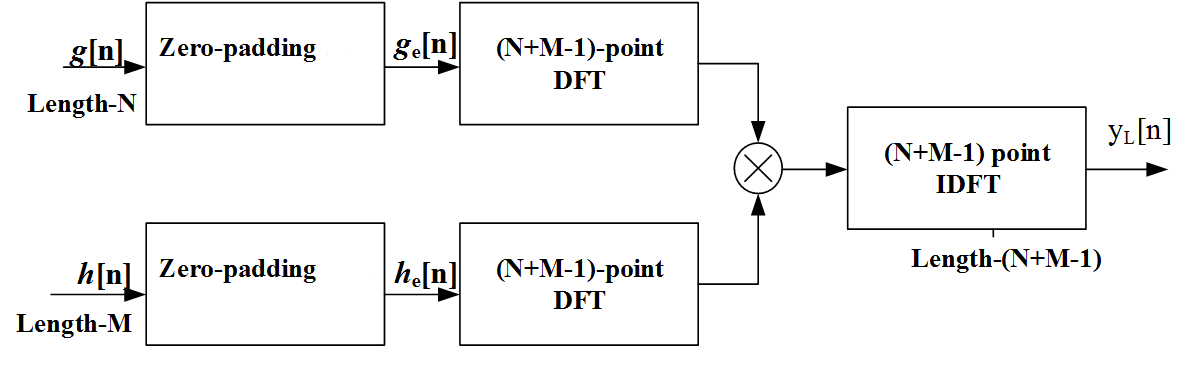 g[n]
Length-N
Zero-padding
gₑ[n]
(N+M-1)-point
DFT
h[n]
Length-M
Zero-padding
hₑ[n]
(N+M-1)-point
DFT
(N+M-1) point
IDFT
Length-(N+M-1)
y_L[n]